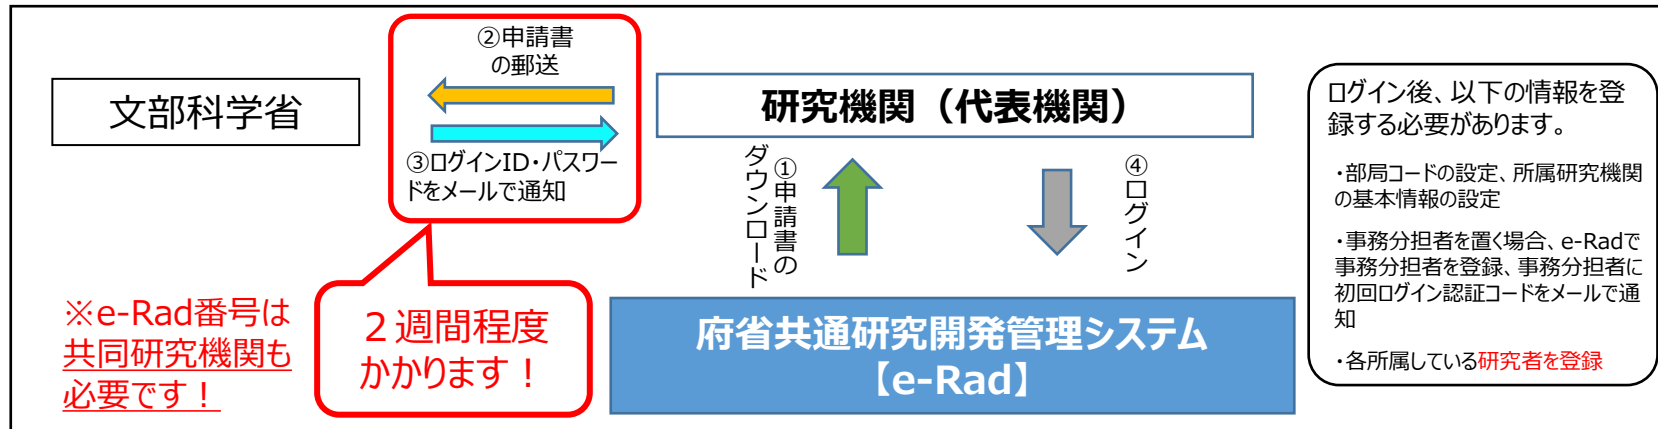 文部科学省
②申請書
の郵送
③ログインID・パスワー
ドをメールで通知
研究機関（代表機関）
①申請書の
ダウンロード
④ログイン
府省共通研究開発管理システム
【e-Rad】
２週間程度
かかります！
※e-Rad番号は
共同研究機関も
必要です！
ログイン後、以下の情報を登
録する必要があります。
・部局コードの設定、所属研究機関
の基本情報の設定
・事務分担者を置く場合、e-Radで
事務分担者を登録、事務分担者に
初回ログイン認証コードをメールで通
知
・各所属している研究者を登録